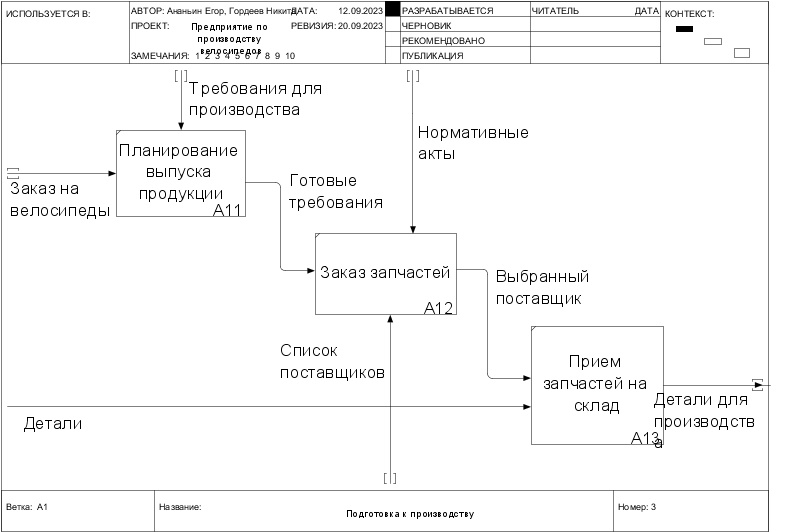 ИСПОЛЬЗУЕТСЯ В:
АВТОР: Ананьин Егор, Гордеев Никита
ДАТА: 12.09.2023
РАЗРАБАТЫВАЕТСЯ
ЧИТАТЕЛЬ
ДАТА
КОНТЕКСТ:
ПРОЕКТ: Предприятие по
производству
велосипедов
РЕВИЗИЯ: 20.09.2023
ЧЕРНОВИК
РЕКОМЕНДОВАНО
ЗАМЕЧАНИЯ: 1 2 3 4 5 6 7 8 9 10
ПУБЛИКАЦИЯ
Требования для
производства
Нормативные
акты
Планирование
выпуска
продукции
A11
Заказ на
велосипеды
Готовые
требования
Заказ запчастей
A12
Выбранный
поставщик
Список
поставщиков
Прием
запчастей на
склад
A13
Детали для
производств
а
Детали
Ветка: A1
Название:
Подготовка к производству
Номер: 3